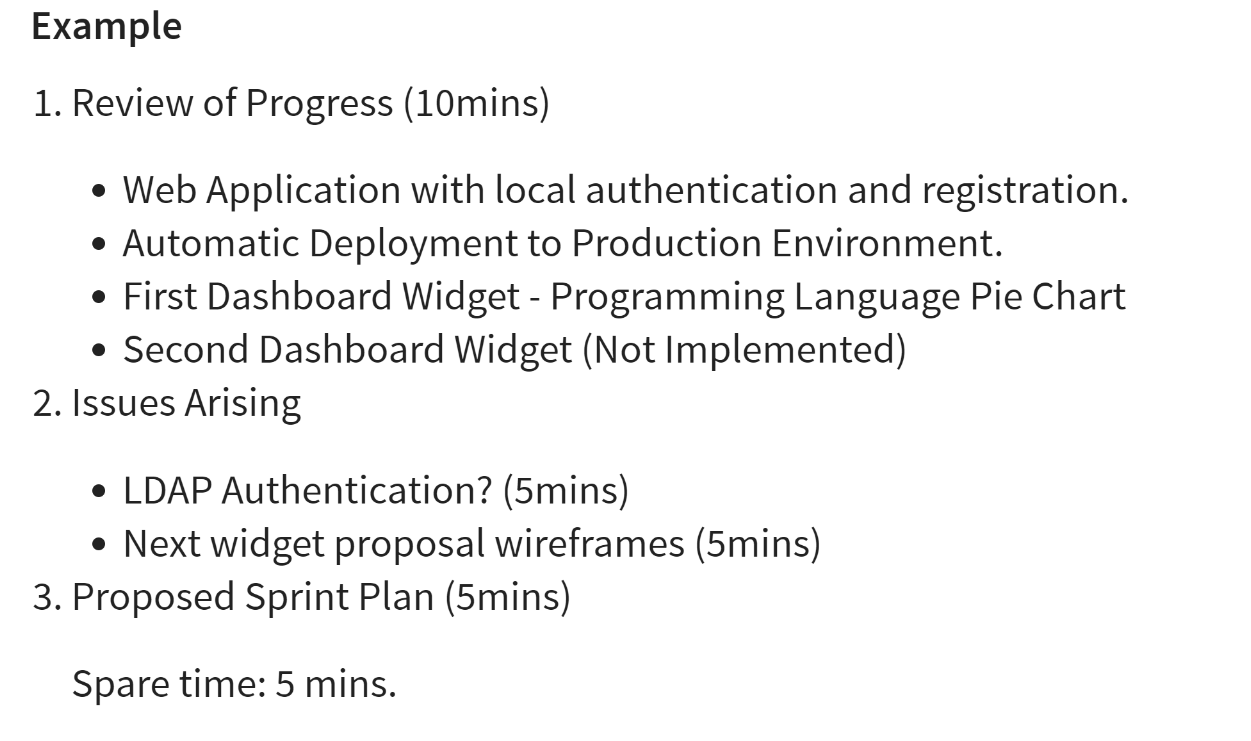 Example
1. Review of Progress (10mins)
• Web Application with local authentication and registration.
• Automatic Deployment to Production Environment.
• First Dashboard Widget - Programming Language Pie Chart
• Second Dashboard Widget (Not Implemented)
2. Issues Arising
• LDAP Authentication? (5mins)
• Next widget proposal wireframes (5mins)
3. Proposed Sprint Plan (5mins)
Spare time: 5 mins.